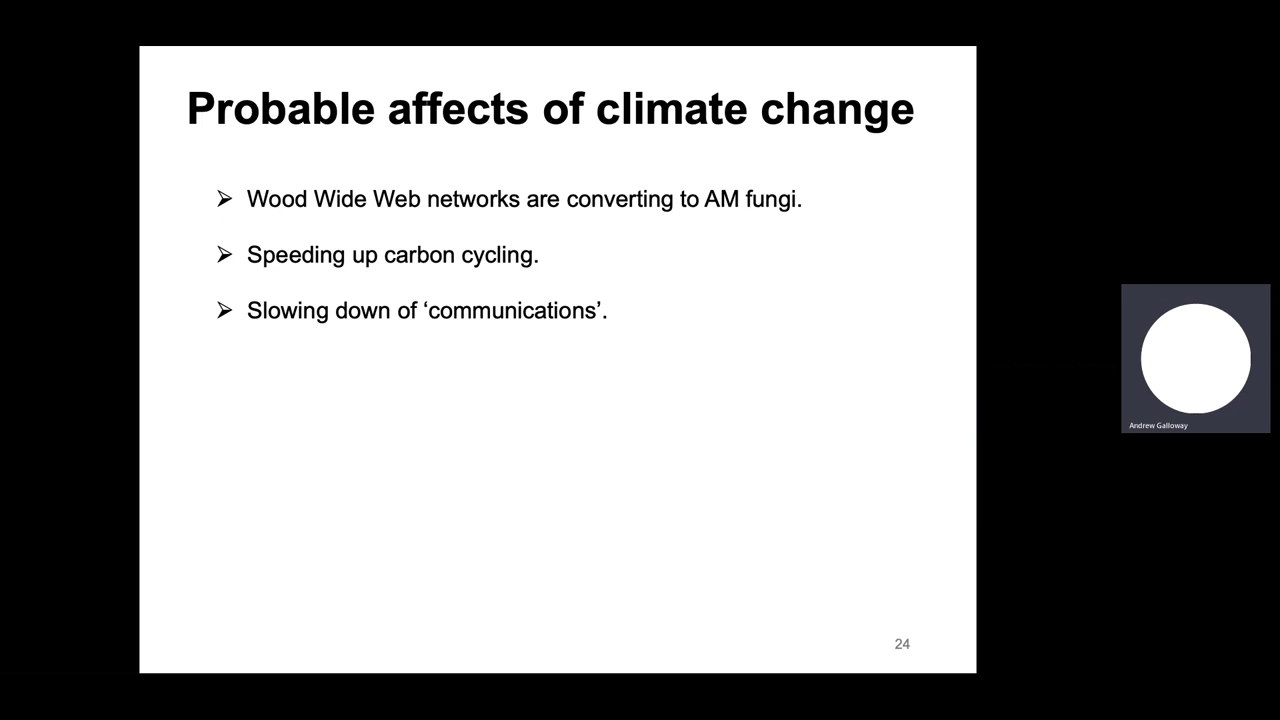 Probable affects of climate change
➢ Wood Wide Web networks are converting to AM fungi.
➢ Speeding up carbon cycling.
➢ Slowing down of ‘communications’.
24
Andrew Galloway